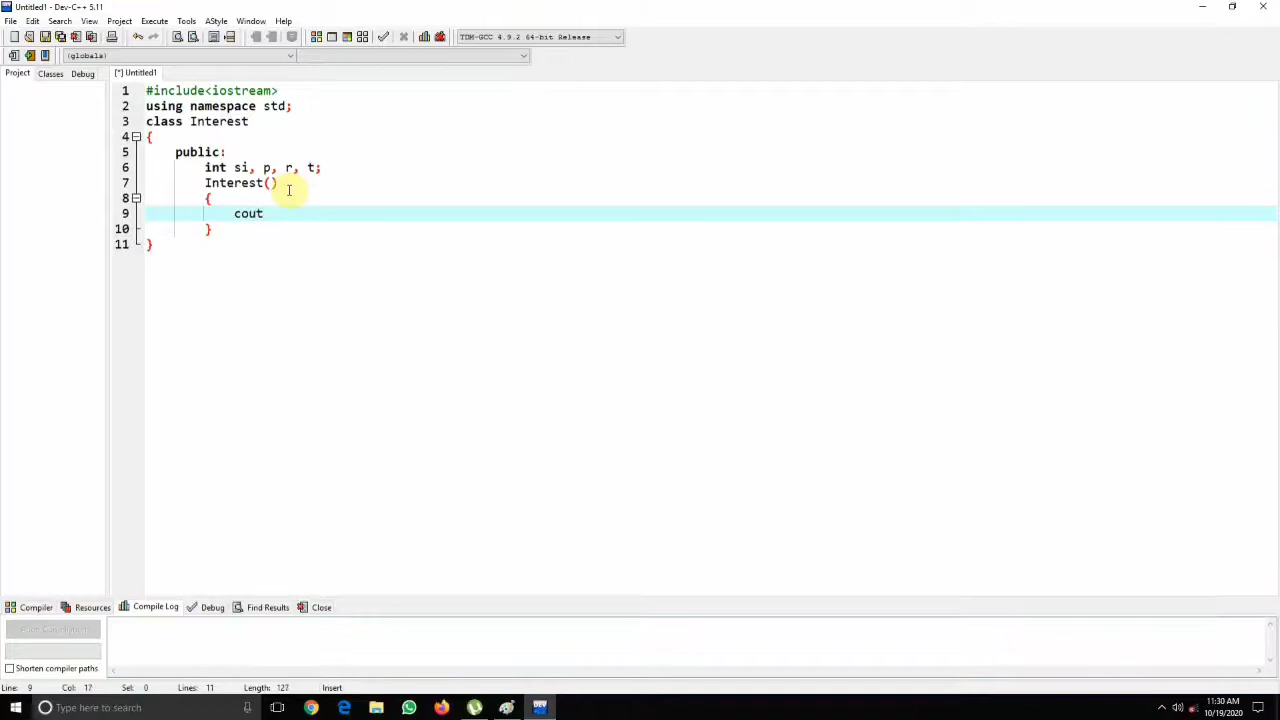 Untitled1 - Dev-C++ 5.11
File Edit Search View Project Execute Tools AStyle Window Help
TDM-GCC 4.9.2 64-bit Release
(globals)
Project Classes Debug [*] Untitled1
1 #include<iostream>
2 using namespace std;
3 class Interest
4 {
5 public:
6 int si, p, r, t;
7 Interest()
8 {
9 cout
10 }
11 }
Compiler Resources Compile Log Debug Find Results Close
Shorten compiler paths
Line: 9 Col: 17 Sel: 0 Lines: 11 Length: 127 Insert
Type here to search
11:30 AM
10/19/2020